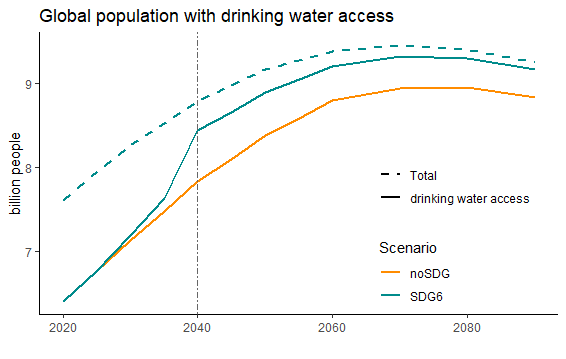 Global population with drinking water access
billion people
9
8
7
2020
2040
2060
2080
Total
drinking water access
Scenario
noSDG
SDG6